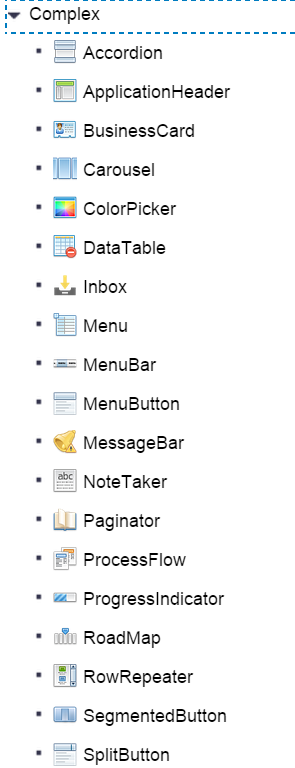 Complex
Accordion
ApplicationHeader
BusinessCard
Carousel
ColorPicker
DataTable
Inbox
Menu
MenuBar
MenuButton
MessageBar
abc
NoteTaker
Paginator
ProcessFlow
ProgressIndicator
RoadMap
RowRepeater
SegmentedButton
SplitButton